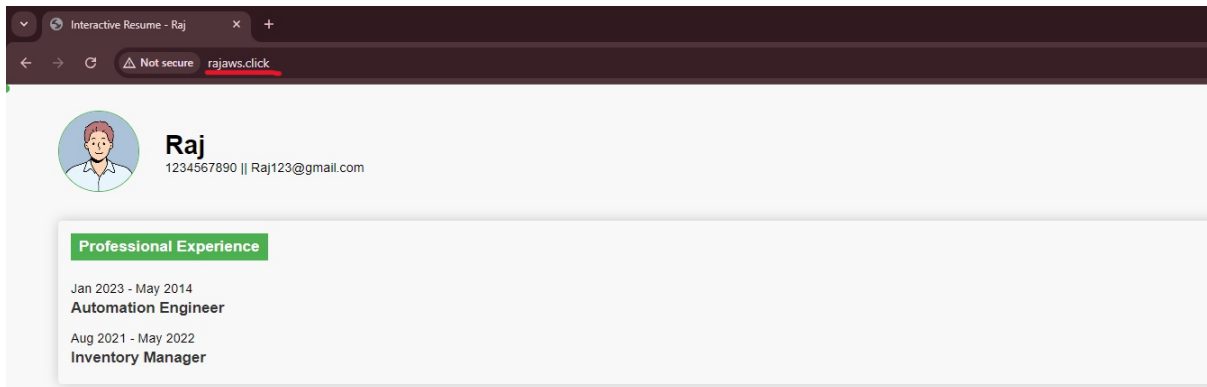 Interactive Resume - Raj
Not secure rajaws.click
Raj
1234567890 || Raj123@gmail.com
Professional Experience
Jan 2023 - May 2014
Automation Engineer
Aug 2021 - May 2022
Inventory Manager